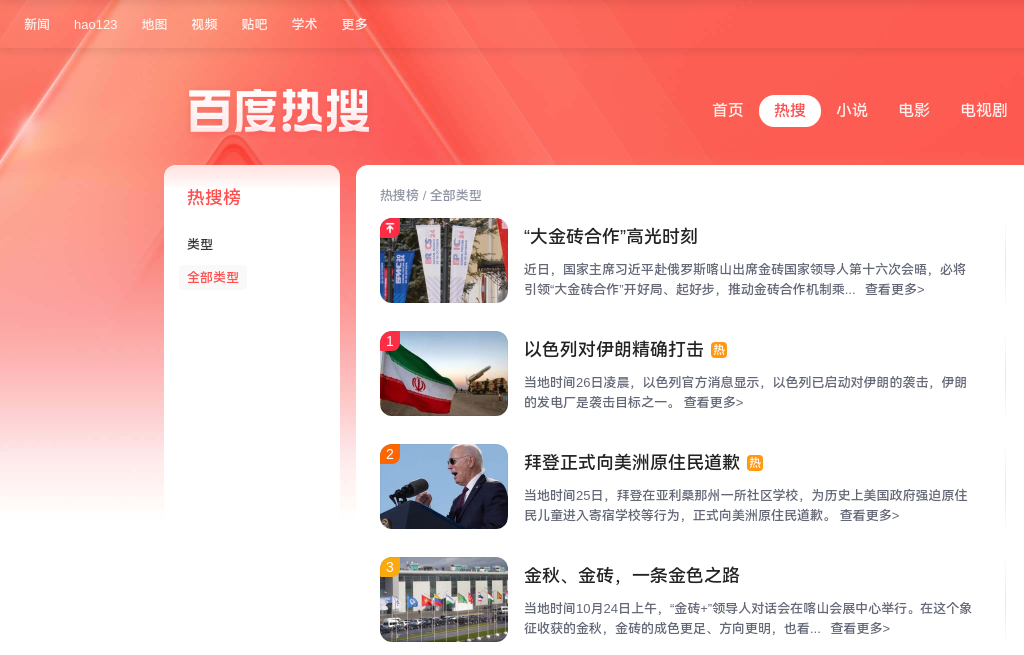 新闻 hao123 地图 视频 贴吧 学术 更多
百度热搜
首页 热搜 小说 电影 电视剧
热搜榜
类型
全部类型
热搜榜 / 全部类型
“大金砖合作”高光时刻
近日，国家主席习近平赴俄罗斯喀山出席金砖国家领导人第十六次会晤，必将
引领“大金砖合作”开好局、起好步，推动金砖合作机制乘... 查看更多>
1
以色列对伊朗精确打击 热
当地时间26日凌晨，以色列官方消息显示，以色列已启动对伊朗的袭击，伊朗
的发电厂是袭击目标之一。 查看更多>
2
拜登正式向美洲原住民道歉 热
当地时间25日，拜登在亚利桑那州一所社区学校，为历史上美国政府强迫原住
民儿童进入寄宿学校等行为，正式向美洲原住民道歉。 查看更多>
3
金秋、金砖，一条金色之路
当地时间10月24日上午，“金砖+”领导人对话会在喀山会展中心举行。在这个象
征收获的金秋，金砖的成色更足、方向更明，也看... 查看更多>